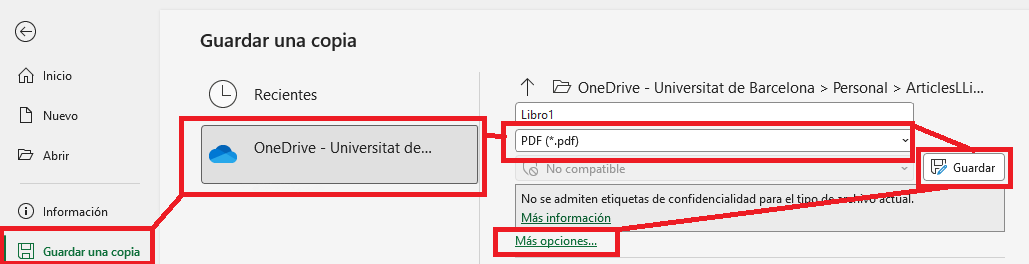 Guardar una copia
Inicio
Nuevo
Abrir
Información
Guardar una copia
Recientes
OneDrive - Universitat de...
OneDrive - Universitat de Barcelona > Personal > ArticlesLLi...
Libro1
PDF (*.pdf)
No compatible
Guardar
No se admiten etiquetas de confidencialidad para el tipo de archivo actual.
Más información
Más opciones...